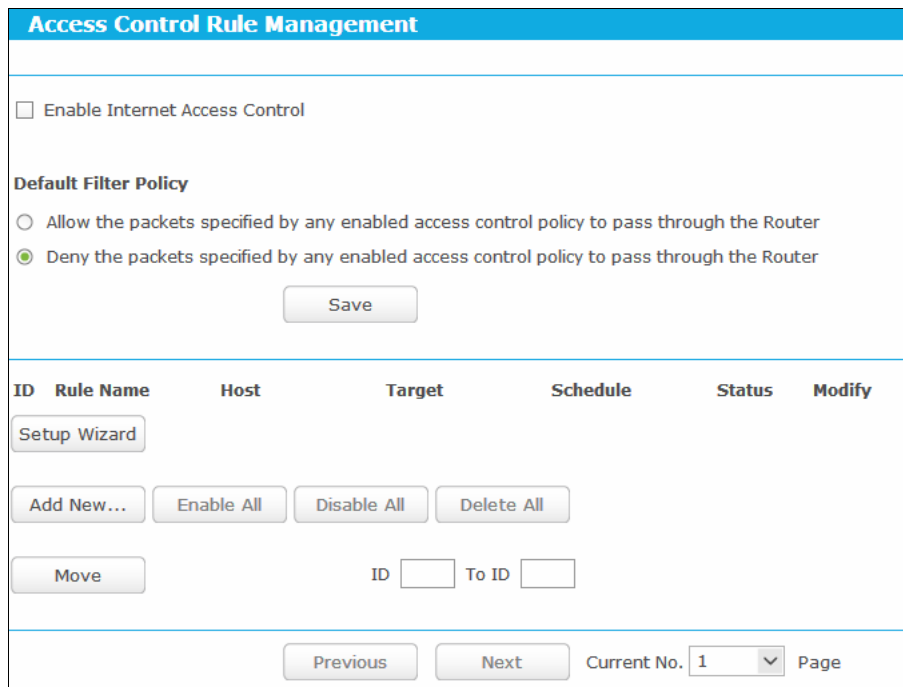 Access Control Rule Management
Enable Internet Access Control
Default Filter Policy
Allow the packets specified by any enabled access control policy to pass through the Router
Deny the packets specified by any enabled access control policy to pass through the Router
Save
ID Rule Name Host Target Schedule Status Modify
Setup Wizard
Add New... Enable All Disable All Delete All
Move ID To ID
Previous Next Current No. 1 Page